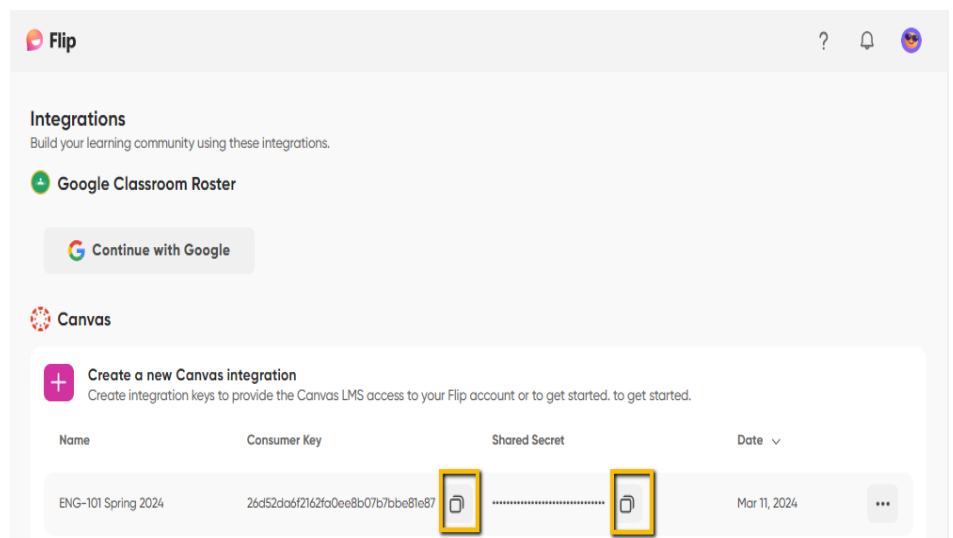 Flip
?
Integrations
Build your learning community using these integrations.
Google Classroom Roster
Continue with Google
Canvas
Create a new Canvas integration
Create integration keys to provide the Canvas LMS access to your Flip account or to get started. to get started.
Name Consumer Key Shared Secret Date
ENG-101 Spring 2024 26d52da6f2162fa0ee8b07b7bbe81e87 Mar 11, 2024